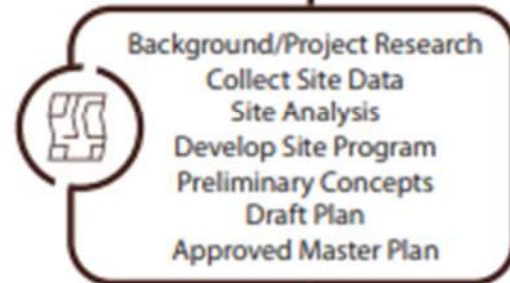 Background/Project Research
Collect Site Data
Site Analysis
Develop Site Program
Preliminary Concepts
Draft Plan
Approved Master Plan